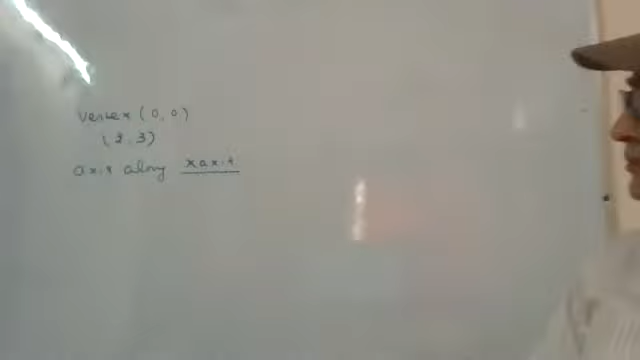 Vertex (0, 0)
(2, 3)
axis along x axis